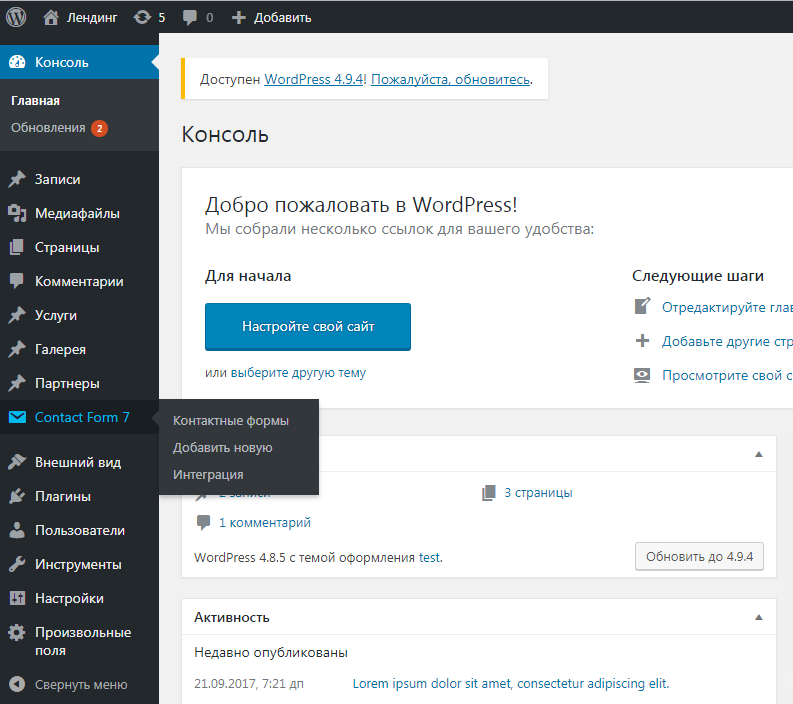 Лендинг 5 0 Добавить
Консоль
Главная
Обновления 2
Записи
Медиафайлы
Страницы
Комментарии
Услуги
Галерея
Партнеры
Contact Form 7
Контактные формы
Добавить новую
Интеграция
Внешний вид
Плагины
Пользователи
Инструменты
Настройки
Произвольные
поля
Свернуть меню
Доступен WordPress 4.9.4! Пожалуйста, обновитесь.
Консоль
Добро пожаловать в WordPress!
Мы собрали несколько ссылок для вашего удобства:
Для начала
Настройте свой сайт
или выберите другую тему
Следующие шаги
Отредактируйте гла
Добавьте другие стр
Просмотрите свой с
2 записи
3 страницы
1 комментарий
WordPress 4.8.5 с темой оформления test.
Обновить до 4.9.4
Активность
Недавно опубликованы
21.09.2017, 7:21 дп
Lorem ipsum dolor sit amet, consectetur adipiscing elit.